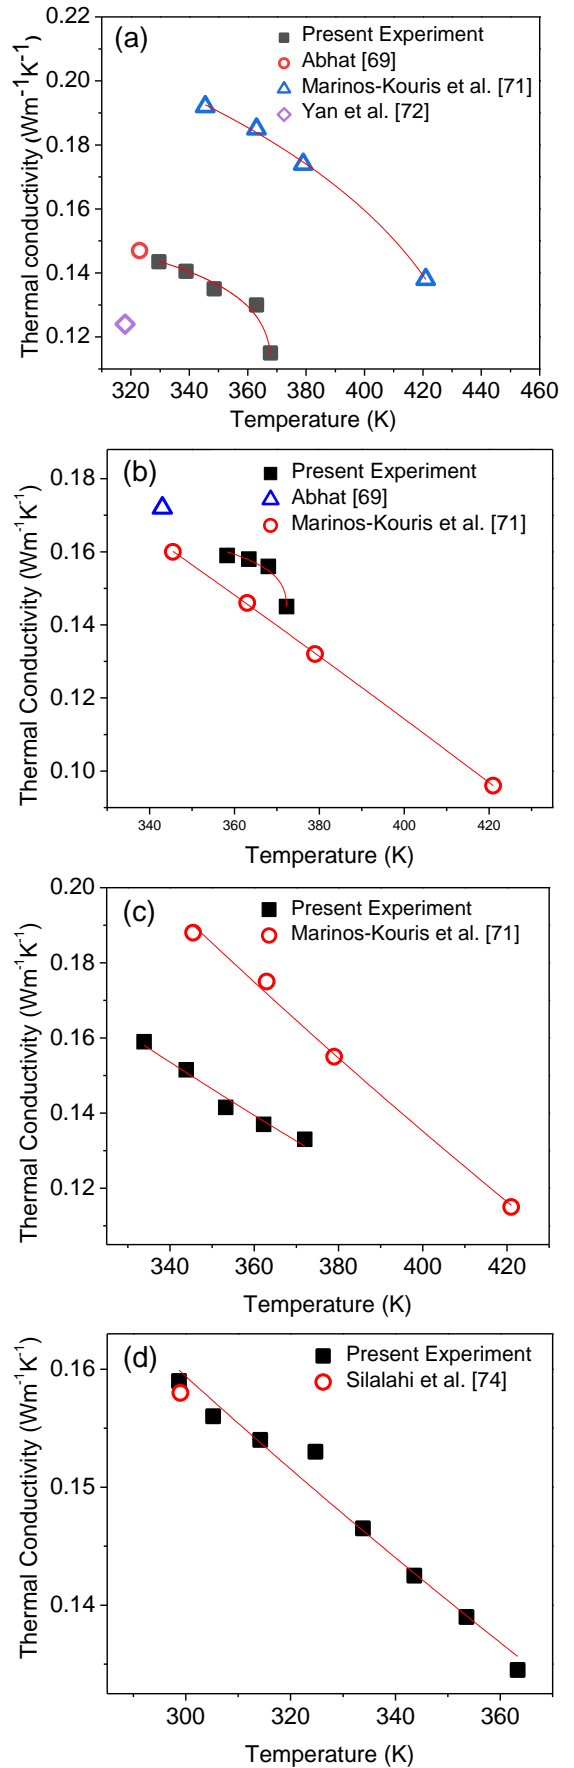 (a)
Present Experiment
Abhat [69]
Marinos-Kouris et al. [71]
Yan et al. [72]
Thermal conductivity (Wm⁻¹K⁻¹)
0.22
0.20
0.18
0.16
0.14
0.12
320 340 360 380 400 420 440 460
Temperature (K)
(b)
Present Experiment
Abhat [69]
Marinos-Kouris et al. [71]
Thermal Conductivity (Wm⁻¹K⁻¹)
0.18
0.16
0.14
0.12
0.10
340 360 380 400 420
Temperature (K)
(c)
Present Experiment
Marinos-Kouris et al. [71]
Thermal Conductivity (Wm⁻¹K⁻¹)
0.20
0.18
0.16
0.14
0.12
340 360 380 400 420
Temperature (K)
(d)
Present Experiment
Silalahi et al. [74]
Thermal Conductivity (Wm⁻¹K⁻¹)
0.16
0.15
0.14
300 320 340 360
Temperature (K)